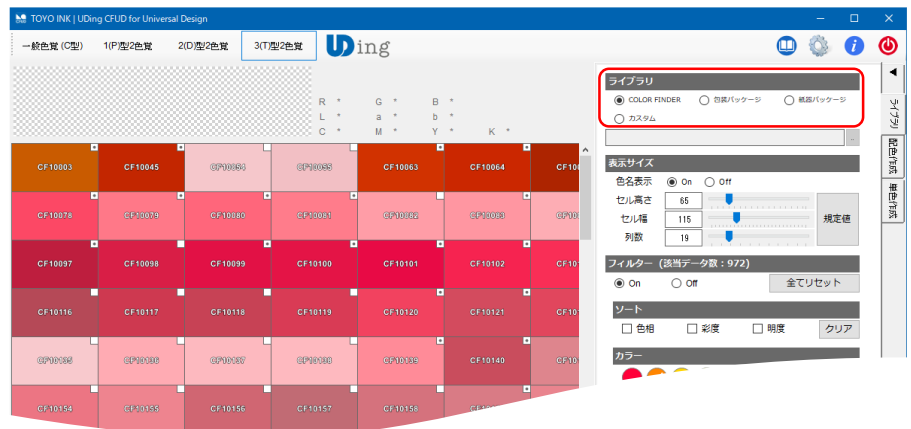 TOYO INK | UDing CFUD for Universal Design
一般色覚 (C型) 1(P)型2色覚 2(D)型2色覚 3(T)型2色覚 UDing
R * G * B *
L * a * b *
C * M * Y * K *
CF10003 CF10045 CF10054 CF10055 CF10063 CF10064
CF10078 CF10079 CF10080 CF10081 CF10082 CF10083
CF10097 CF10098 CF10099 CF10100 CF10101 CF10102
CF10116 CF10117 CF10118 CF10119 CF10120 CF10121
CF10135 CF10136 CF10137 CF10138 CF10139 CF10140
CF10154 CF10155 CF10156 CF10157 CF10158
ライブラリ
COLOR FINDER 包装パッケージ 紙器パッケージ
カスタム
表示サイズ
色名表示 On Off
セル高さ 65
セル幅 115 規定値
列数 19
フィルター (該当データ数 : 972)
On Off 全てリセット
ソート
色相 彩度 明度 クリア
カラー
ライブラリ
配色作成
単色作成